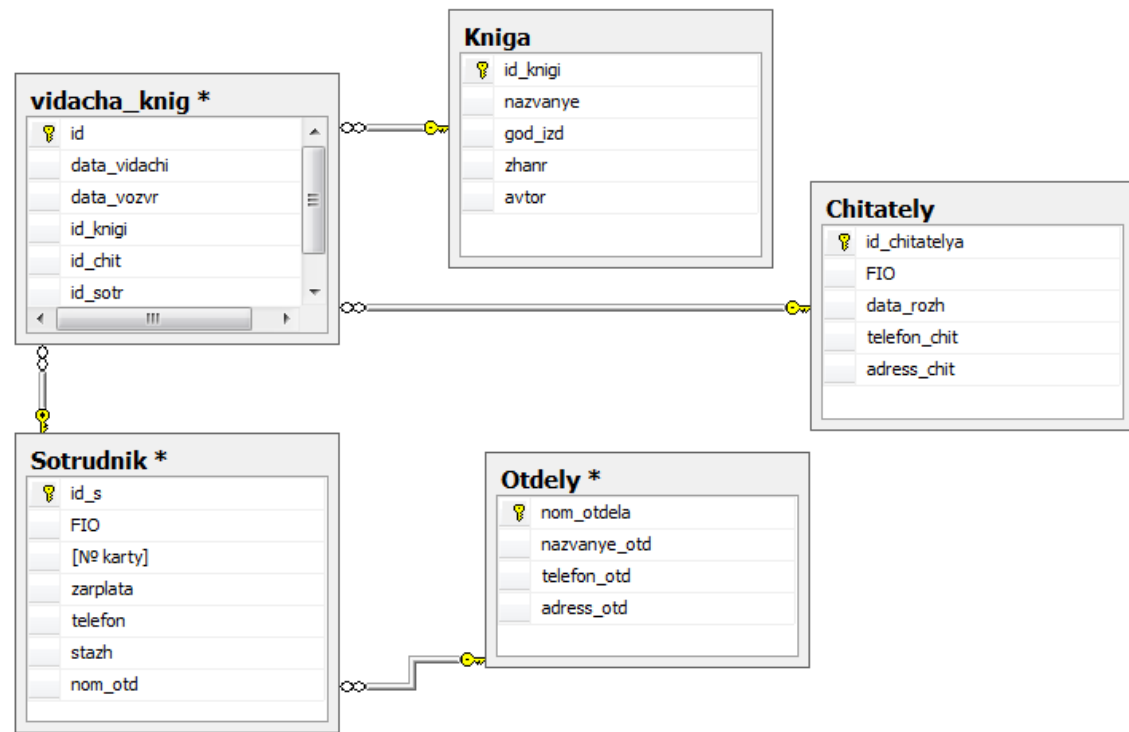 vidacha_knig *
id
data_vidachi
data_vozvr
id_knigi
id_chit
id_sotr
Kniga
id_knigi
nazvanye
god_izd
zhanr
avtor
Chitately
id_chitatelya
FIO
data_rozh
telefon_chit
adress_chit
Sotrudnik *
id_s
FIO
[№ karty]
zarplata
telefon
stazh
nom_otd
Otdely *
nom_otdela
nazvanye_otd
telefon_otd
adress_otd